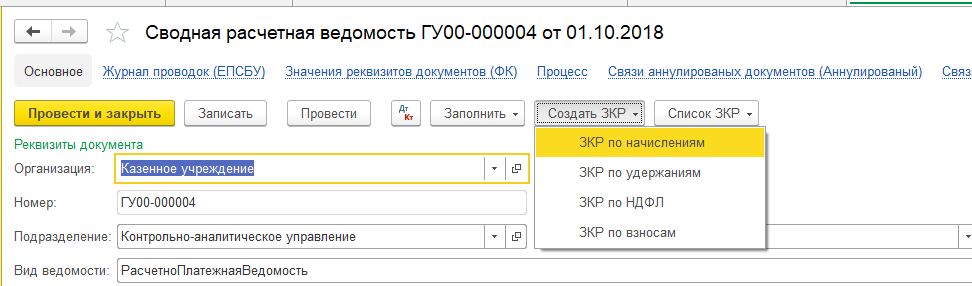 Сводная расчетная ведомость ГУ00-000004 от 01.10.2018
Основное Журнал проводок (ЕПСБУ) Значения реквизитов документов (ФК) Процесс Связи аннулированых документов (Аннулированый) Связ
Провести и закрыть Записать Провести Дт Кт Заполнить Создать ЗКР Список ЗКР
Реквизиты документа
ЗКР по начислениям
Организация: Казенное учреждение
ЗКР по удержаниям
Номер: ГУ00-000004
ЗКР по НДФЛ
Подразделение: Контрольно-аналитическое управление
ЗКР по взносам
Вид ведомости: РасчетноПлатежнаяВедомость